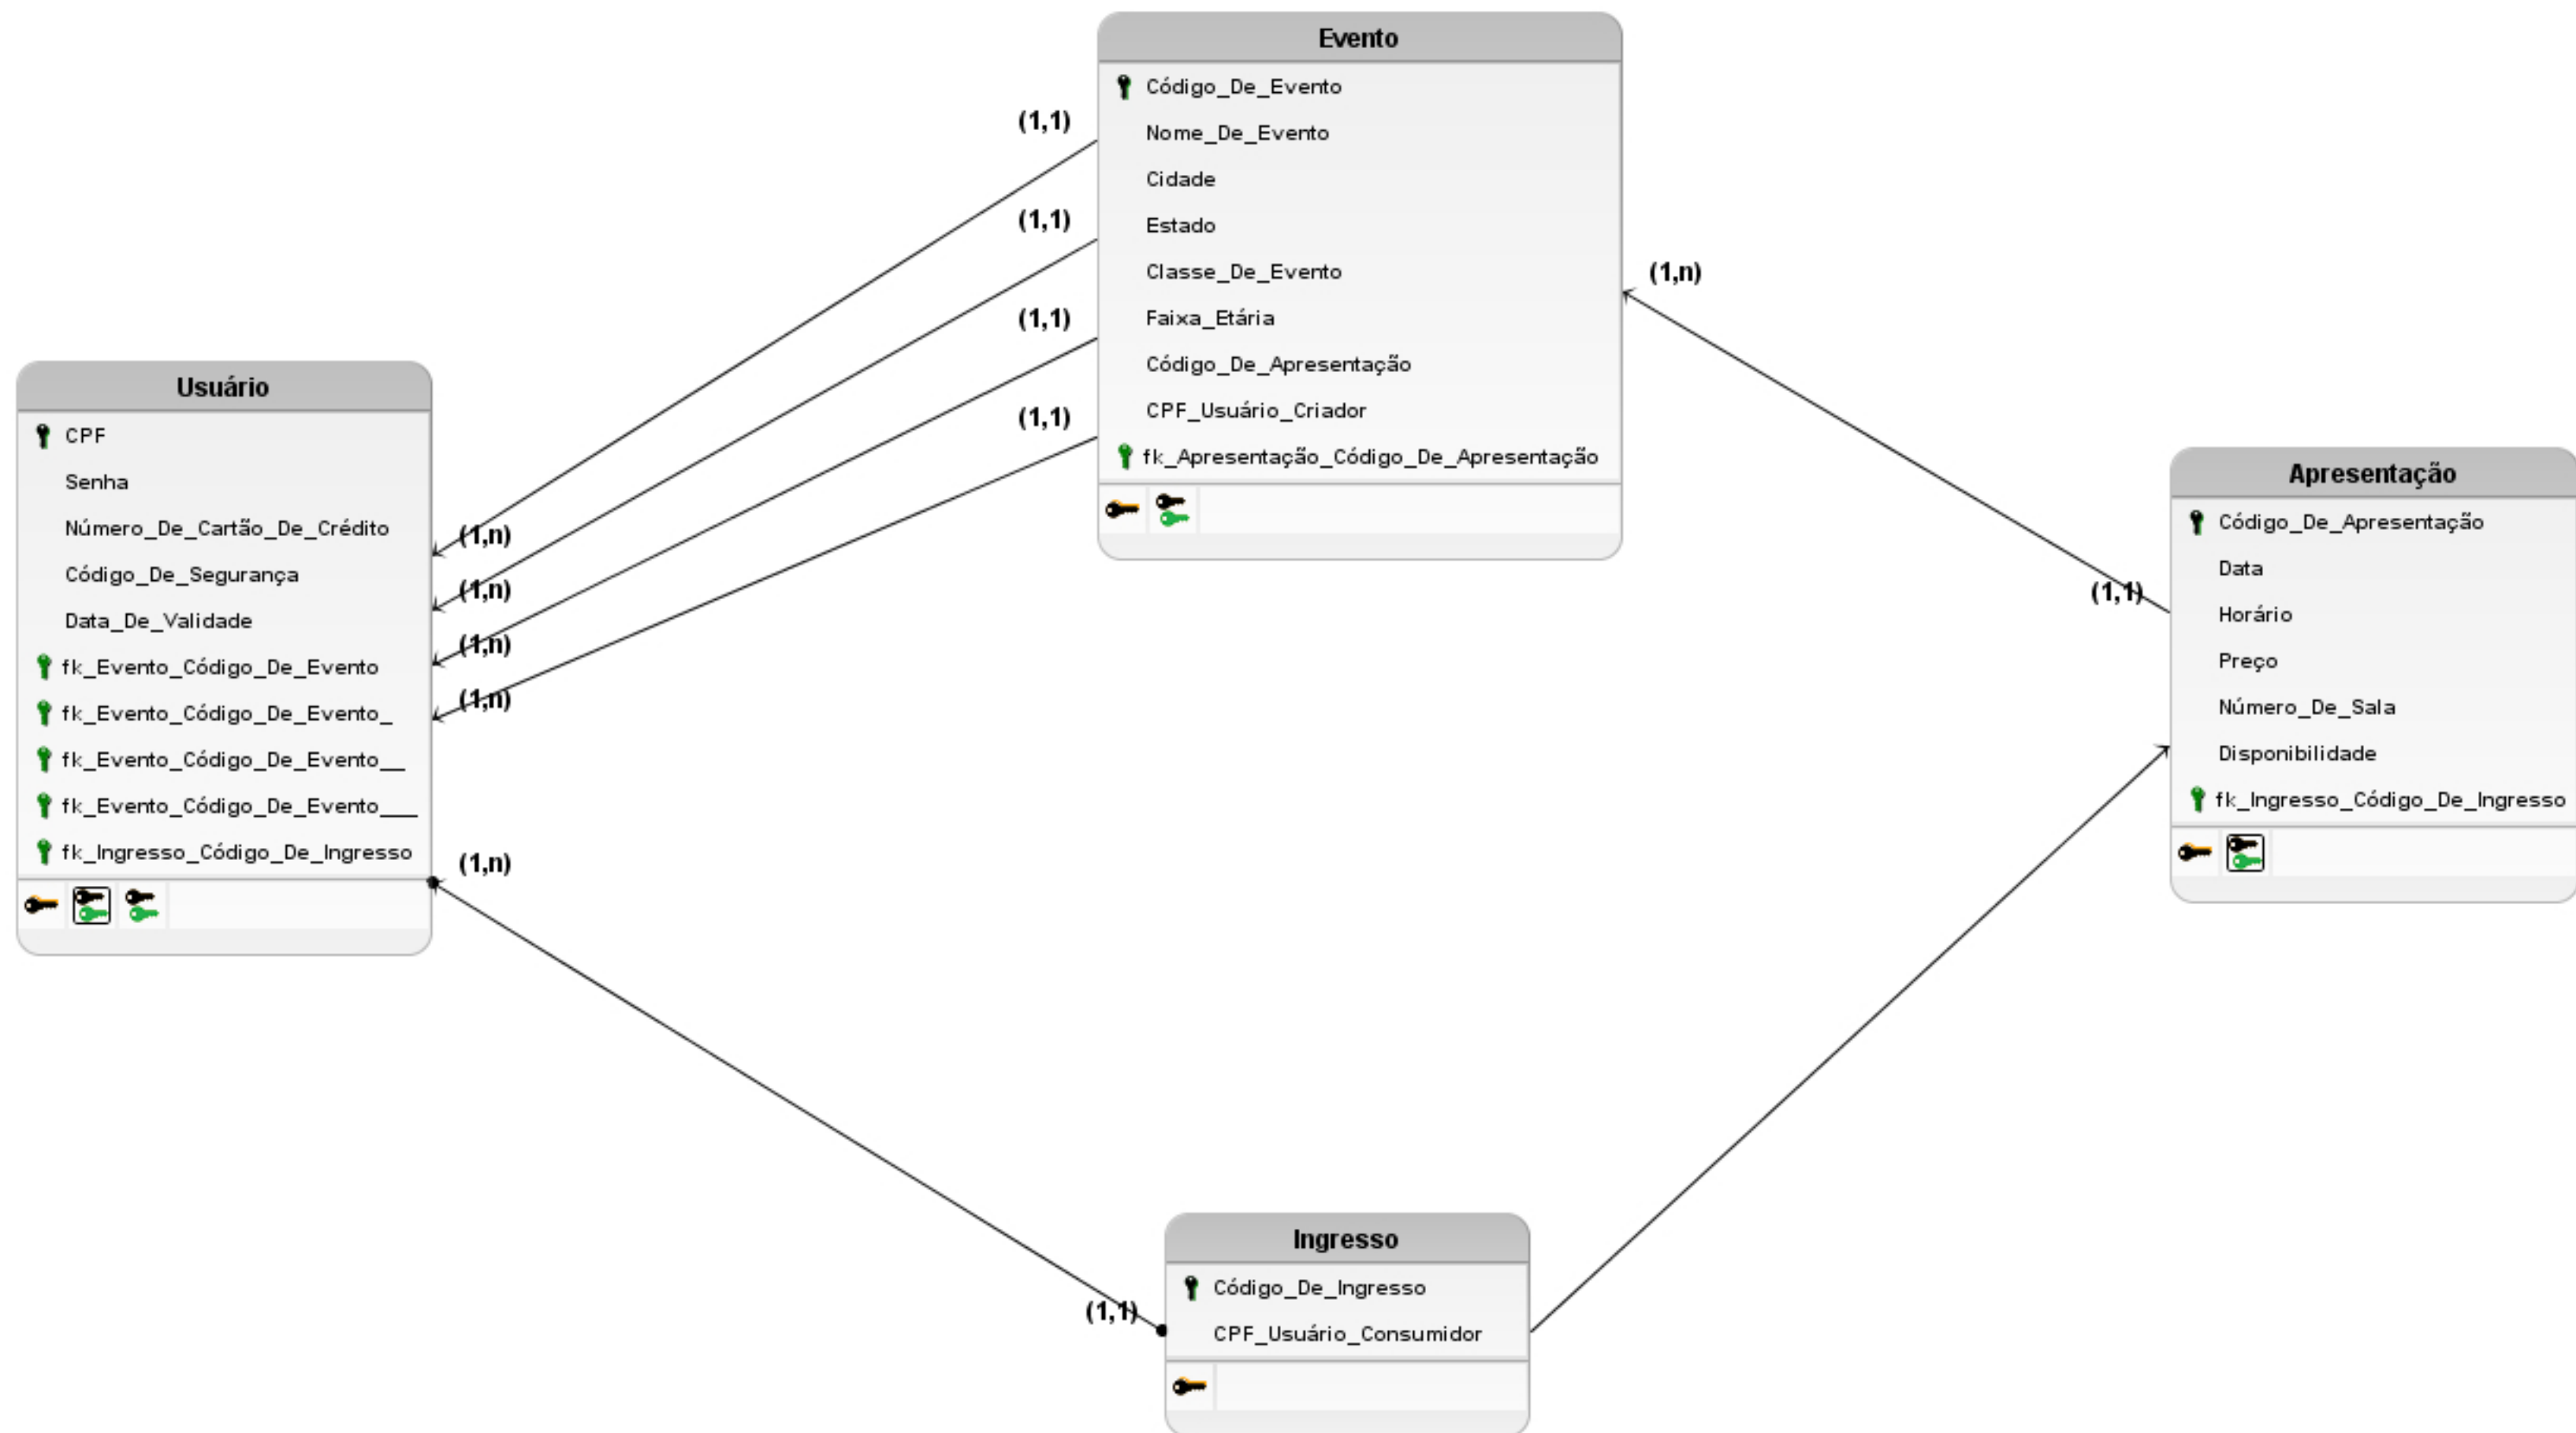 Evento
Código_De_Evento
Nome_De_Evento
Cidade
Estado
Classe_De_Evento
Faixa_Etária
Código_De_Apresentação
CPF_Usuário_Criador
fk_Apresentação_Código_De_Apresentação
(1,1)
(1,1)
(1,1)
(1,1)
(1,n)
Usuário
CPF
Senha
Número_De_Cartão_De_Crédito
Código_De_Segurança
Data_De_Validade
fk_Evento_Código_De_Evento
fk_Evento_Código_De_Evento_
fk_Evento_Código_De_Evento__
fk_Evento_Código_De_Evento___
fk_Ingresso_Código_De_Ingresso
(1,n)
(1,n)
(1,n)
(1,n)
(1,n)
(1,1)
Apresentação
Código_De_Apresentação
Data
Horário
Preço
Número_De_Sala
Disponibilidade
fk_Ingresso_Código_De_Ingresso
(1,1)
Ingresso
Código_De_Ingresso
CPF_Usuário_Consumidor